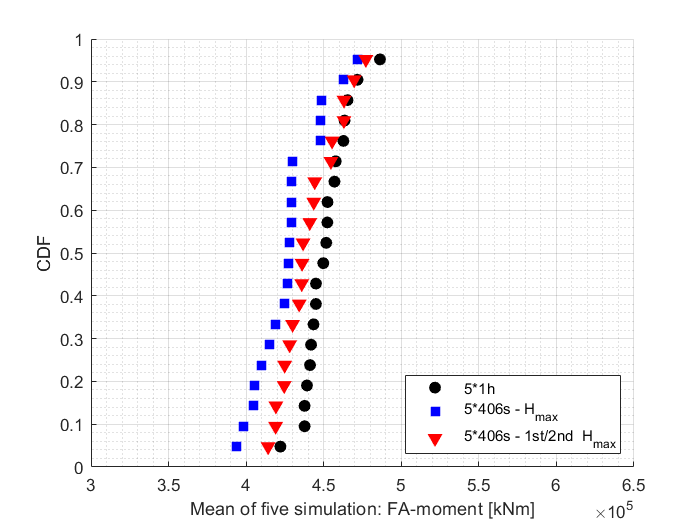 1
0.9
0.8
0.7
0.6
0.5
0.4
0.3
0.2
0.1
0
CDF
5*1h
5*406s - H_max
5*406s - 1st/2nd H_max
3 3.5 4 4.5 5 5.5 6 6.5
Mean of five simulation: FA-moment [kNm]
×10^5